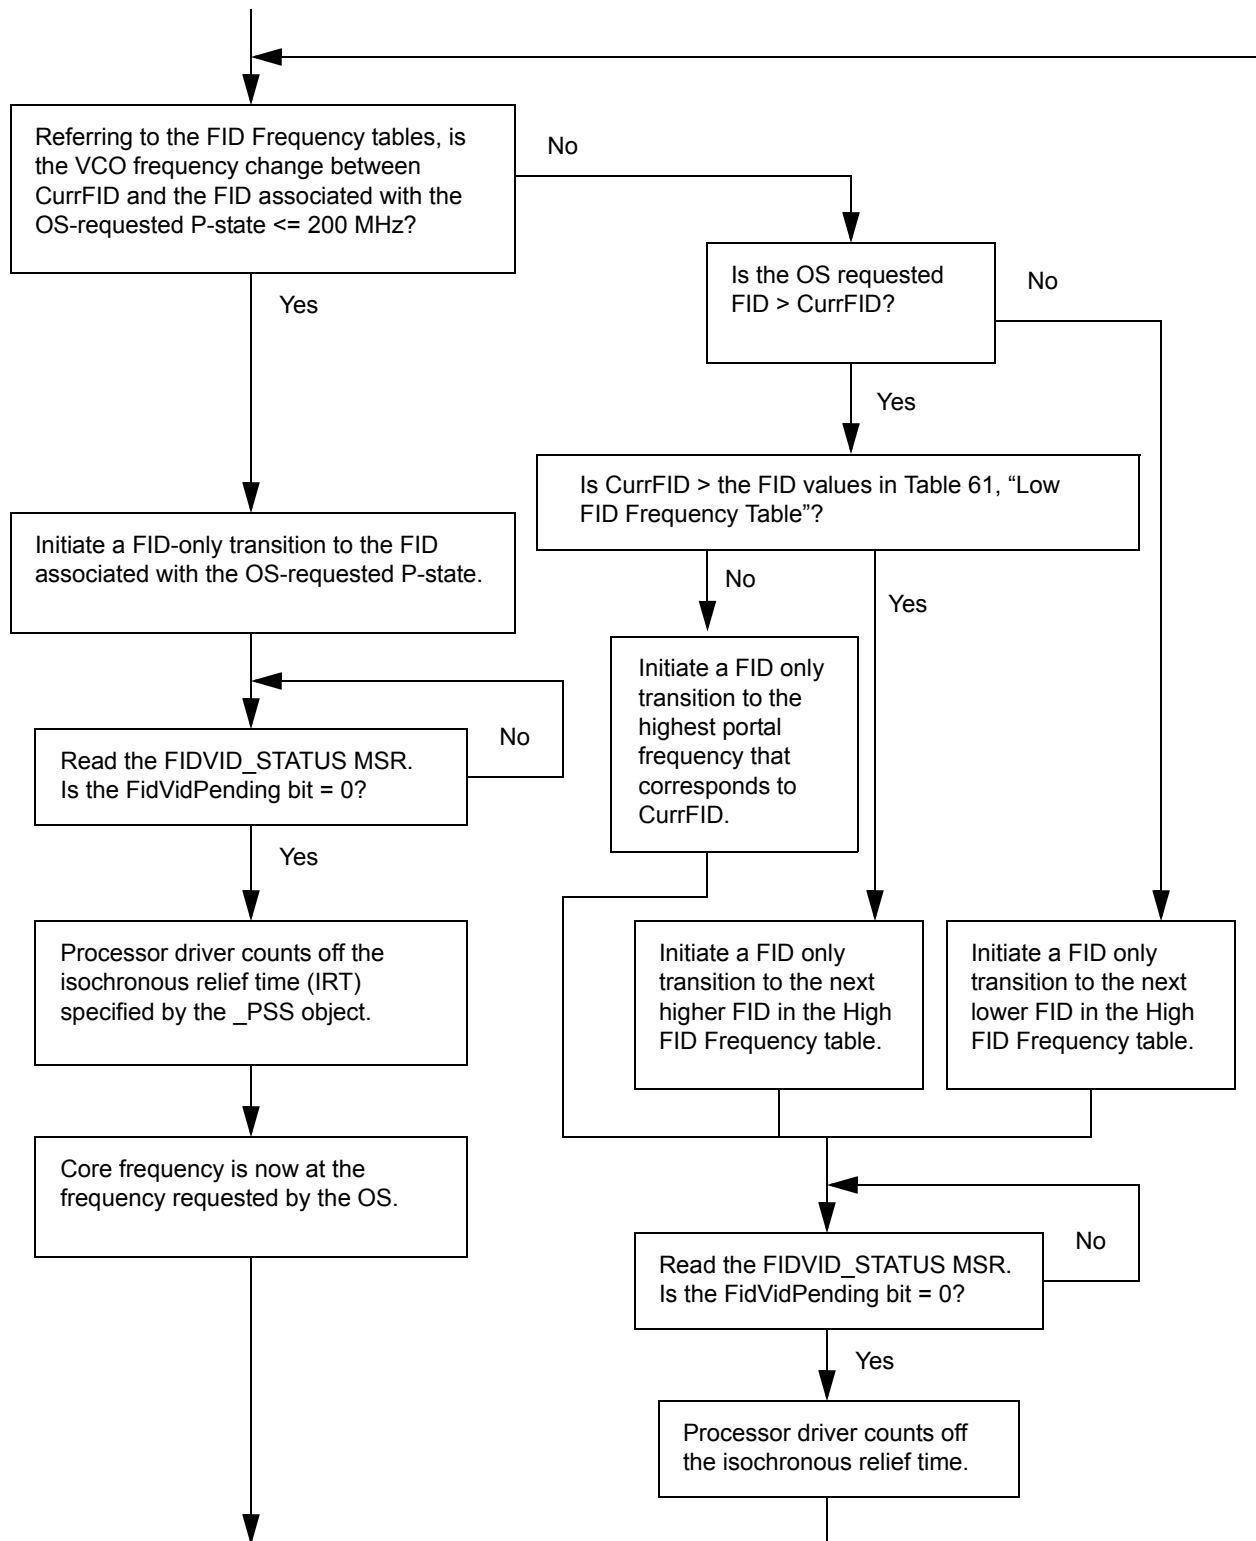 Referring to the FID Frequency tables, is
the VCO frequency change between
CurrFID and the FID associated with the
OS-requested P-state <= 200 MHz?
No
Yes
Is the OS requested
FID > CurrFID?
No
Yes
Is CurrFID > the FID values in Table 61, “Low
FID Frequency Table”?
No
Yes
Initiate a FID-only transition to the FID
associated with the OS-requested P-state.
Initiate a FID only
transition to the
highest portal
frequency that
corresponds to
CurrFID.
Read the FIDVID_STATUS MSR.
Is the FidVidPending bit = 0?
No
Yes
Processor driver counts off the
isochronous relief time (IRT)
specified by the _PSS object.
Initiate a FID only
transition to the next
higher FID in the High
FID Frequency table.
Initiate a FID only
transition to the next
lower FID in the High
FID Frequency table.
Core frequency is now at the
frequency requested by the OS.
Read the FIDVID_STATUS MSR.
Is the FidVidPending bit = 0?
No
Yes
Processor driver counts off
the isochronous relief time.